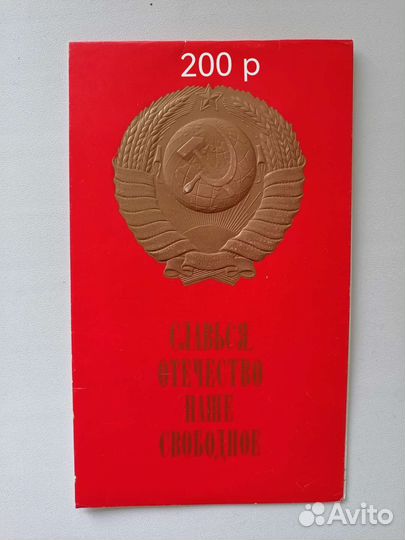 200 р
СЛАВЬСЯ,
ОТЕЧЕСТВО
НАШЕ
СВОБОДНОЕ
Avito